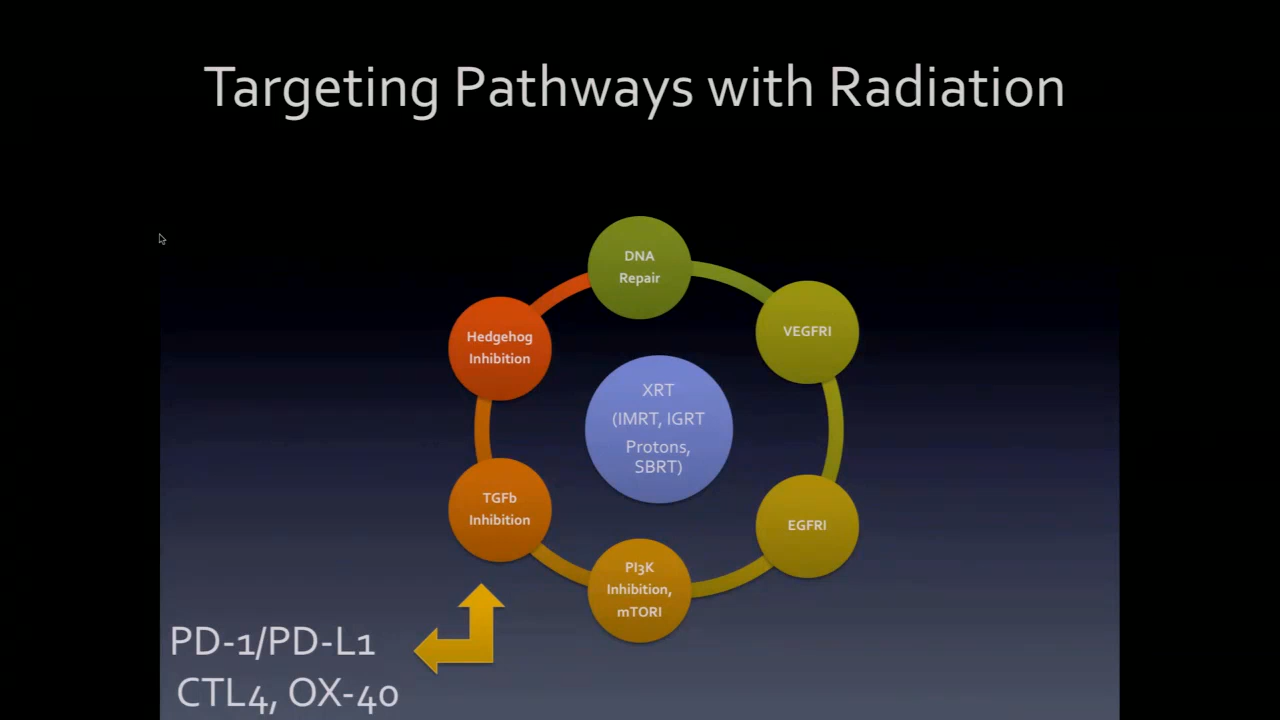 Targeting Pathways with Radiation
DNA
Repair
VEGFRI
Hedgehog
Inhibition
XRT
(IMRT, IGRT
Protons,
SBRT)
TGFb
Inhibition
EGFRI
PI3K
Inhibition,
mTORI
PD-1/PD-L1
CTL4, OX-40